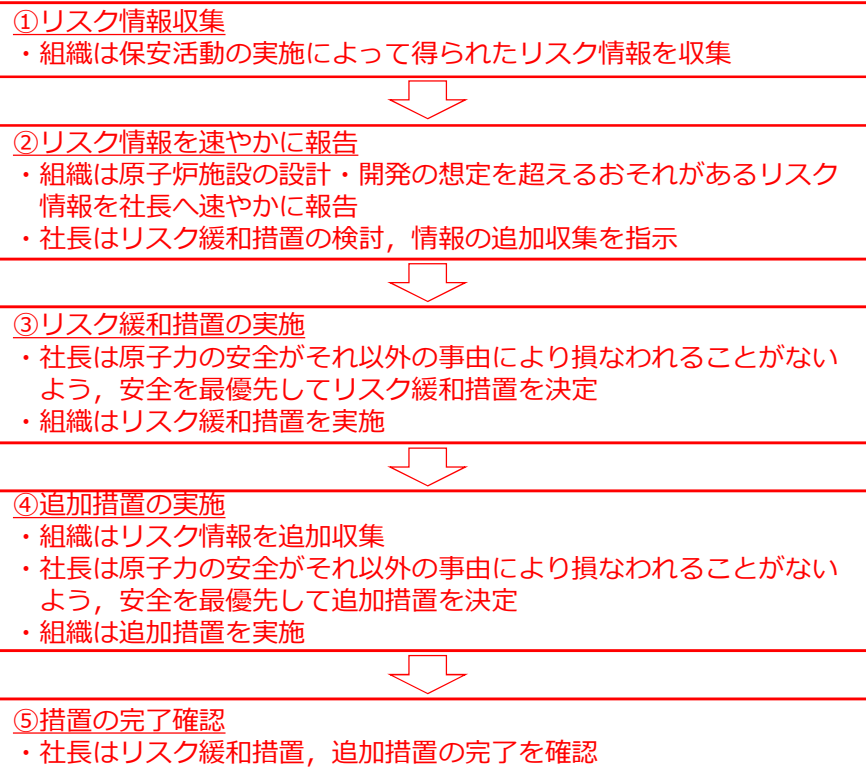 ①リスク情報収集
・組織は保安活動の実施によって得られたリスク情報を収集
②リスク情報を速やかに報告
・組織は原子炉施設の設計・開発の想定を超えるおそれがあるリスク
情報を社長へ速やかに報告
・社長はリスク緩和措置の検討，情報の追加収集を指示
③リスク緩和措置の実施
・社長は原子力の安全がそれ以外の事由により損なわれることがない
よう，安全を最優先してリスク緩和措置を決定
・組織はリスク緩和措置を実施
④追加措置の実施
・組織はリスク情報を追加収集
・社長は原子力の安全がそれ以外の事由により損なわれることがない
よう，安全を最優先して追加措置を決定
・組織は追加措置を実施
⑤措置の完了確認
・社長はリスク緩和措置，追加措置の完了を確認